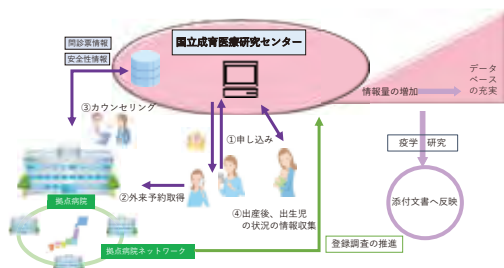 国立成育医療研究センター
問診票情報
安全性情報
データ
ベース
の充実
情報量の増加
③カウンセリング
①申し込み
疫学 研究
拠点病院
②外来予約取得
添付文書へ反映
④出産後、出生児
の状況の情報収集
拠点病院ネットワーク
登録調査の推進